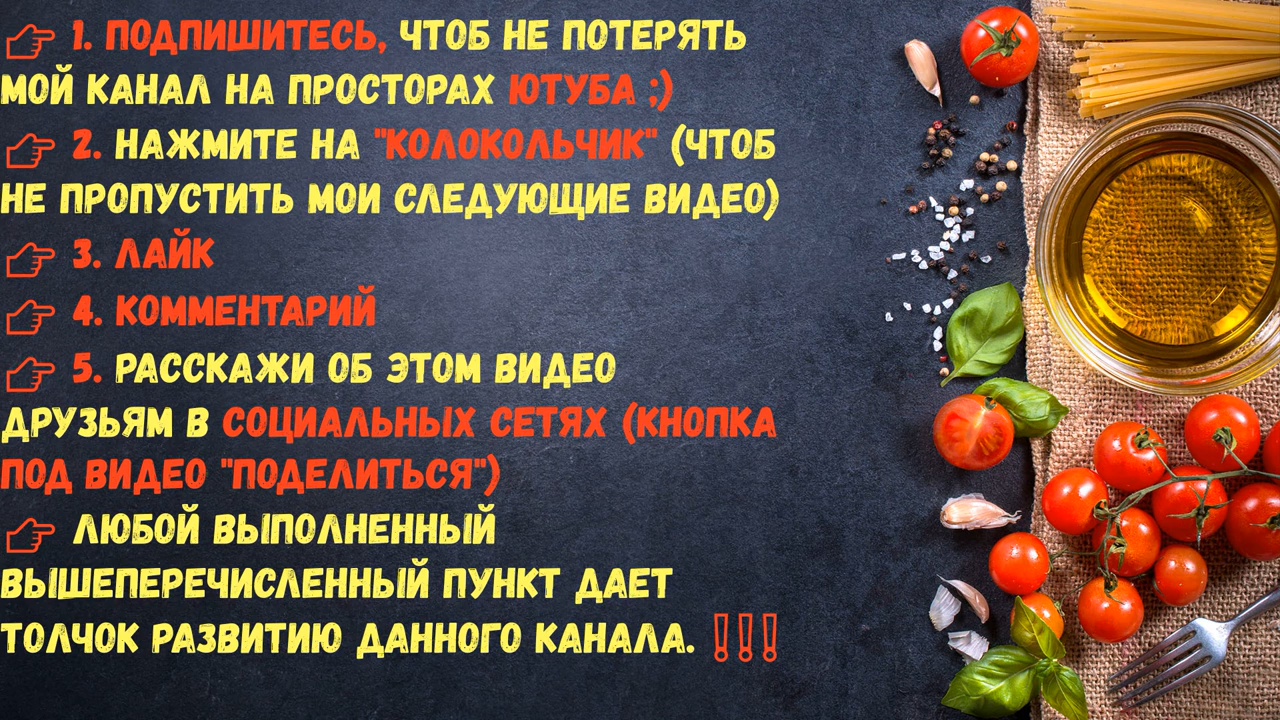 👉 1. ПОДПИШИТЕСЬ, ЧТОБ НЕ ПОТЕРЯТЬ
МОЙ КАНАЛ НА ПРОСТОРАХ ЮТУБА ;)
👉 2. НАЖМИТЕ НА "КОЛОКОЛЬЧИК" (ЧТОБ
НЕ ПРОПУСТИТЬ МОИ СЛЕДУЮЩИЕ ВИДЕО)
👉 3. ЛАЙК
👉 4. КОММЕНТАРИЙ
👉 5. РАССКАЖИ ОБ ЭТОМ ВИДЕО
ДРУЗЬЯМ В СОЦИАЛЬНЫХ СЕТЯХ (КНОПКА
ПОД ВИДЕО "ПОДЕЛИТЬСЯ")
👉 ЛЮБОЙ ВЫПОЛНЕННЫЙ
ВЫШЕПЕРЕЧИСЛЕННЫЙ ПУНКТ ДАЕТ
ТОЛЧОК РАЗВИТИЮ ДАННОГО КАНАЛА. ❗❗❗